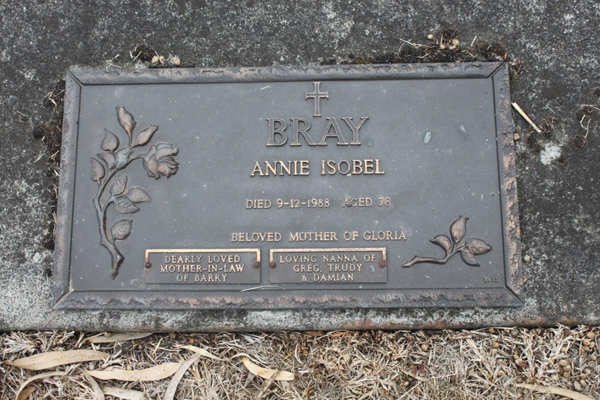 BRAY
ANNIE ISOBEL
DIED 9-12-1988 AGED 78
BELOVED MOTHER OF GLORIA
DEARLY LOVED
MOTHER-IN-LAW
OF BARRY
LOVING NANNA OF
GREG, TRUDY
& DAMIAN